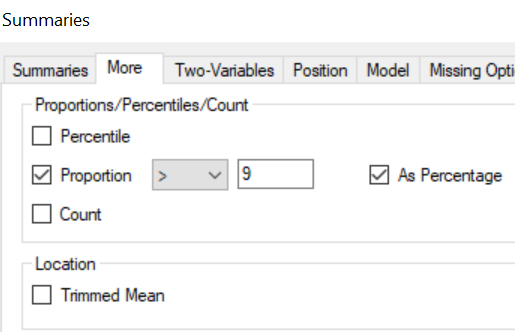 Summaries
Summaries More Two-Variables Position Model Missing Opti
Proportions/Percentiles/Count
Percentile
Proportion > 9 As Percentage
Count
Location
Trimmed Mean